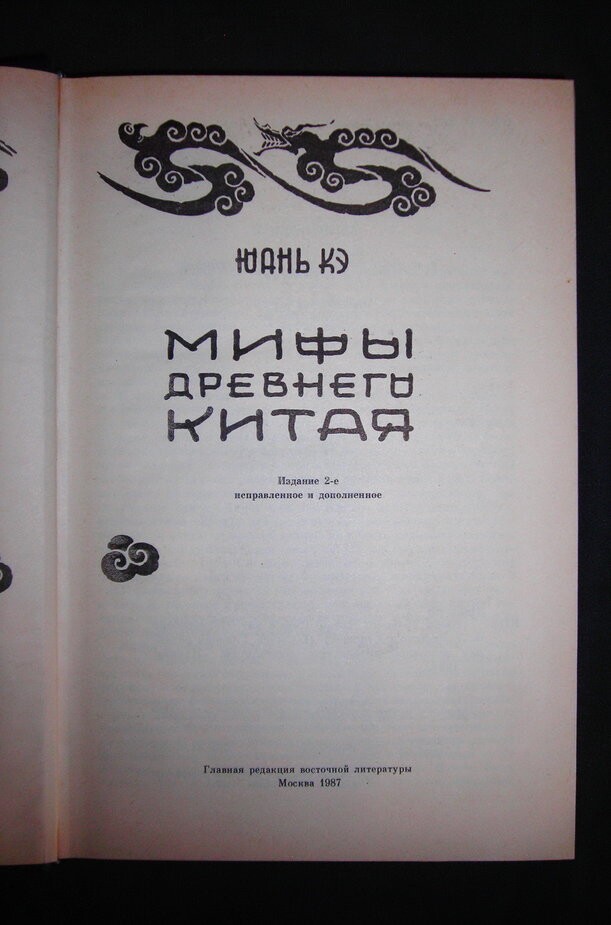 ЮАНЬ КЭ
МИФЫ
ДРЕВНЕГО
КИТАЯ
Издание 2-е
исправленное и дополненное
Главная редакция восточной литературы
Москва 1987